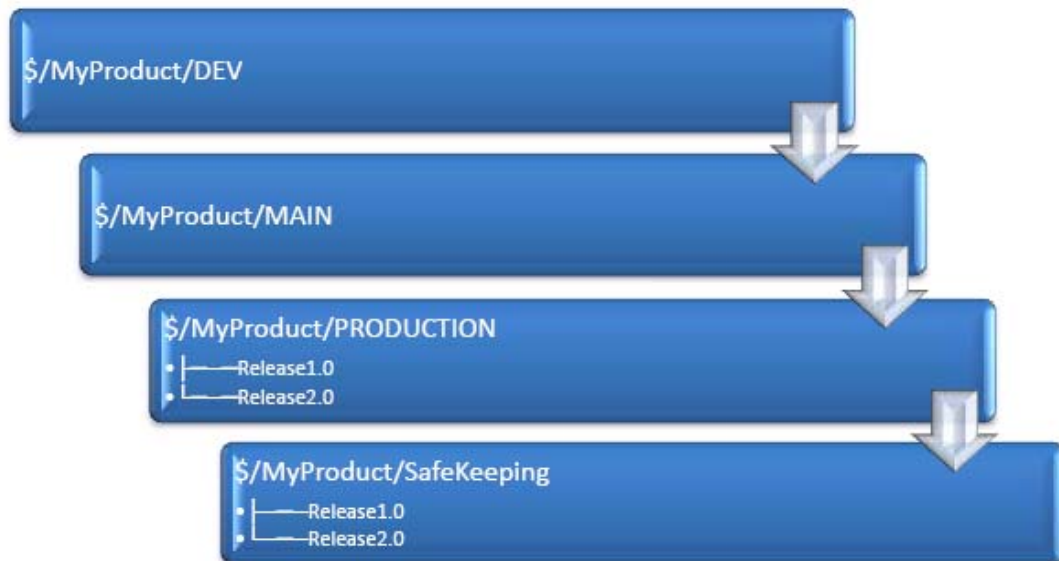 $/MyProduct/DEV
$/MyProduct/MAIN
$/MyProduct/PRODUCTION
• ├───Release1.0
• └───Release2.0
$/MyProduct/SafeKeeping
• ├───Release1.0
• └───Release2.0